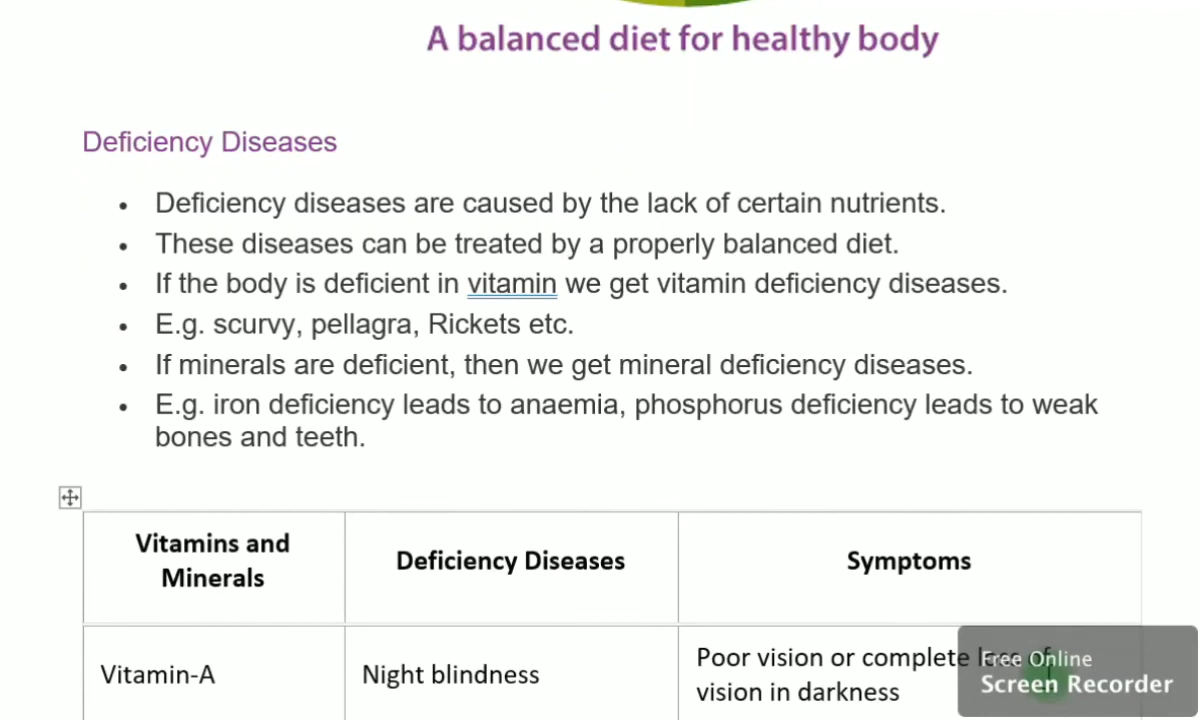 A balanced diet for healthy body
Deficiency Diseases
• Deficiency diseases are caused by the lack of certain nutrients.
• These diseases can be treated by a properly balanced diet.
• If the body is deficient in vitamin we get vitamin deficiency diseases.
• E.g. scurvy, pellagra, Rickets etc.
• If minerals are deficient, then we get mineral deficiency diseases.
• E.g. iron deficiency leads to anaemia, phosphorus deficiency leads to weak
bones and teeth.
Vitamins and
Minerals
Deficiency Diseases
Symptoms
Vitamin-A
Night blindness
Poor vision or complete loss of
vision in darkness
Free Online
Screen Recorder